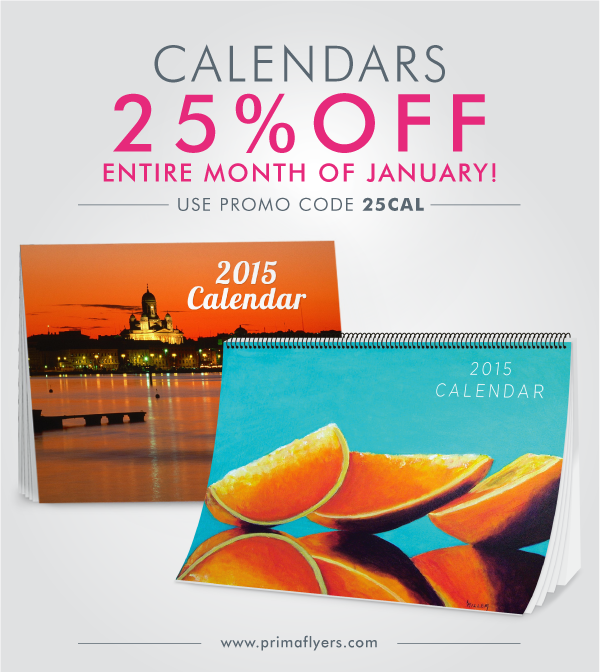 CALENDARS
25% OFF
ENTIRE MONTH OF JANUARY!
USE PROMO CODE 25CAL
2015
Calendar
2015
CALENDAR
www.primaflyers.com